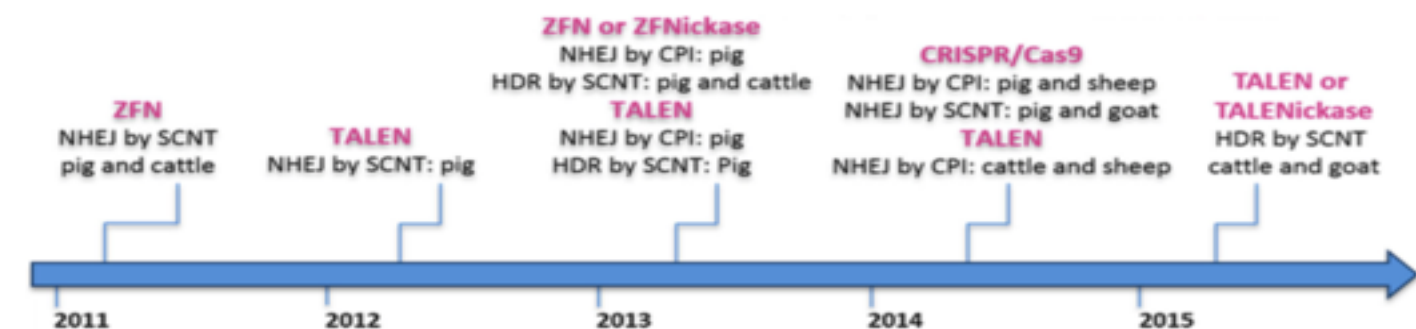 ZFN
NHEJ by SCNT
pig and cattle
TALEN
NHEJ by SCNT: pig
ZFN or ZFNickase
NHEJ by CPI: pig
HDR by SCNT: pig and cattle
TALEN
NHEJ by CPI: pig
HDR by SCNT: Pig
CRISPR/Cas9
NHEJ by CPI: pig and sheep
NHEJ by SCNT: pig and goat
TALEN
NHEJ by CPI: cattle and sheep
TALEN or
TALENickase
HDR by SCNT
cattle and goat
2011
2012
2013
2014
2015